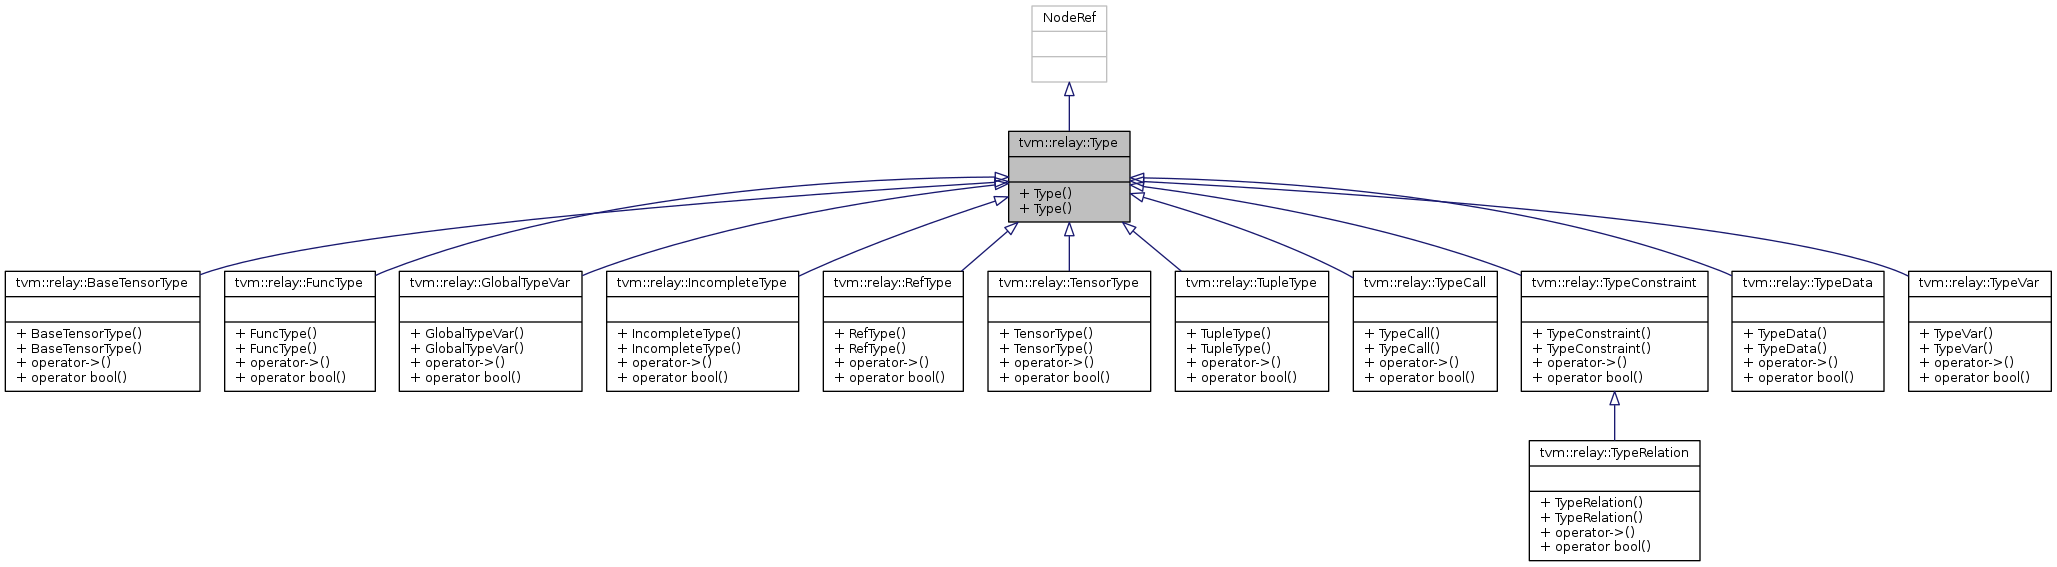 NodeRef
tvm::relay::Type
+ Type()
+ Type()
tvm::relay::BaseTensorType
+ BaseTensorType()
+ BaseTensorType()
+ operator->()
+ operator bool()
tvm::relay::FuncType
+ FuncType()
+ FuncType()
+ operator->()
+ operator bool()
tvm::relay::GlobalTypeVar
+ GlobalTypeVar()
+ GlobalTypeVar()
+ operator->()
+ operator bool()
tvm::relay::IncompleteType
+ IncompleteType()
+ IncompleteType()
+ operator->()
+ operator bool()
tvm::relay::RefType
+ RefType()
+ RefType()
+ operator->()
+ operator bool()
tvm::relay::TensorType
+ TensorType()
+ TensorType()
+ operator->()
+ operator bool()
tvm::relay::TupleType
+ TupleType()
+ TupleType()
+ operator->()
+ operator bool()
tvm::relay::TypeCall
+ TypeCall()
+ TypeCall()
+ operator->()
+ operator bool()
tvm::relay::TypeConstraint
+ TypeConstraint()
+ TypeConstraint()
+ operator->()
+ operator bool()
tvm::relay::TypeData
+ TypeData()
+ TypeData()
+ operator->()
+ operator bool()
tvm::relay::TypeVar
+ TypeVar()
+ TypeVar()
+ operator->()
+ operator bool()
tvm::relay::TypeRelation
+ TypeRelation()
+ TypeRelation()
+ operator->()
+ operator bool()